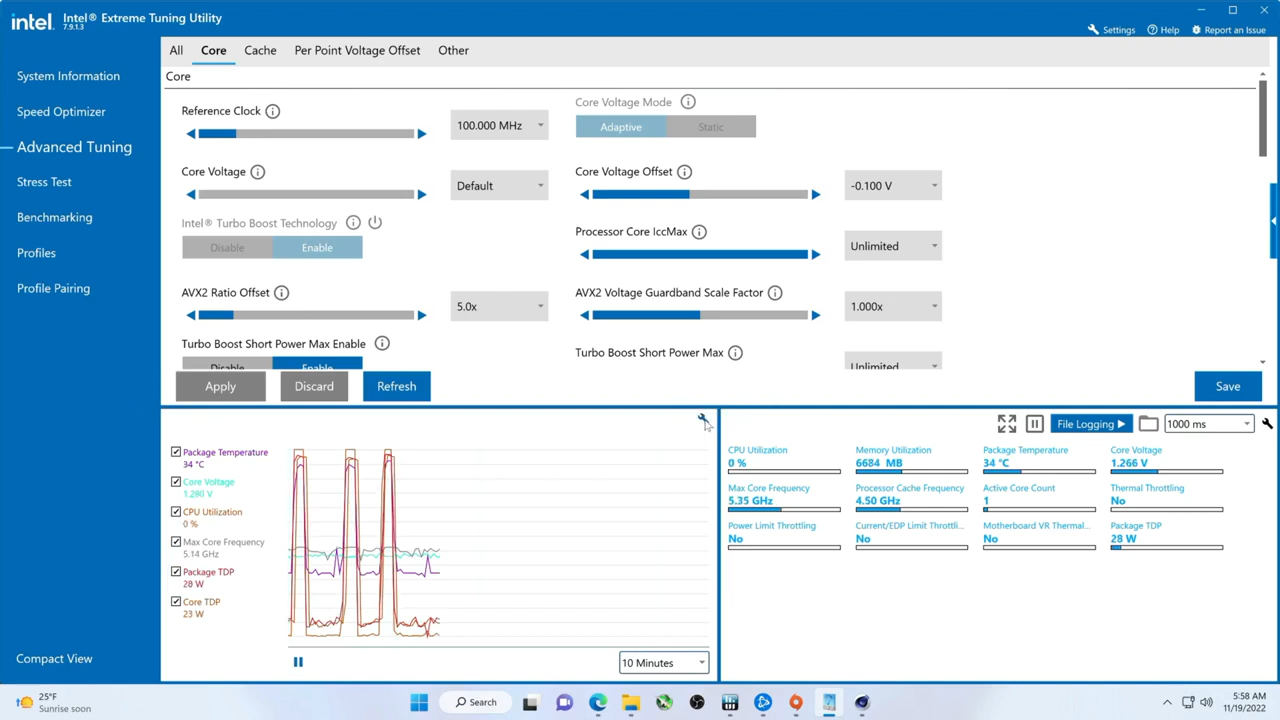 intel.
Intel® Extreme Tuning Utility
7.9.1.3
Settings
Help
Report an Issue
System Information
Speed Optimizer
Advanced Tuning
Stress Test
Benchmarking
Profiles
Profile Pairing
Compact View
All
Core
Cache
Per Point Voltage Offset
Other
Core
Reference Clock
100.000 MHz
Core Voltage Mode
Adaptive
Static
Core Voltage
Default
Core Voltage Offset
-0.100 V
Intel® Turbo Boost Technology
Disable
Enable
Processor Core IccMax
Unlimited
AVX2 Ratio Offset
5.0x
AVX2 Voltage Guardband Scale Factor
1.000x
Turbo Boost Short Power Max Enable
Disable
Enable
Turbo Boost Short Power Max
Unlimited
Apply
Discard
Refresh
Save
Package Temperature
34 °C
Core Voltage
1.280 V
CPU Utilization
0 %
Max Core Frequency
5.14 GHz
Package TDP
28 W
Core TDP
23 W
10 Minutes
File Logging
1000 ms
CPU Utilization
0 %
Memory Utilization
6684 MB
Package Temperature
34 °C
Core Voltage
1.266 V
Max Core Frequency
5.35 GHz
Processor Cache Frequency
4.50 GHz
Active Core Count
1
Thermal Throttling
No
Power Limit Throttling
No
Current/EDP Limit Throttli...
No
Motherboard VR Thermal...
No
Package TDP
28 W
25°F
Sunrise soon
Search
5:58 AM
11/19/2022